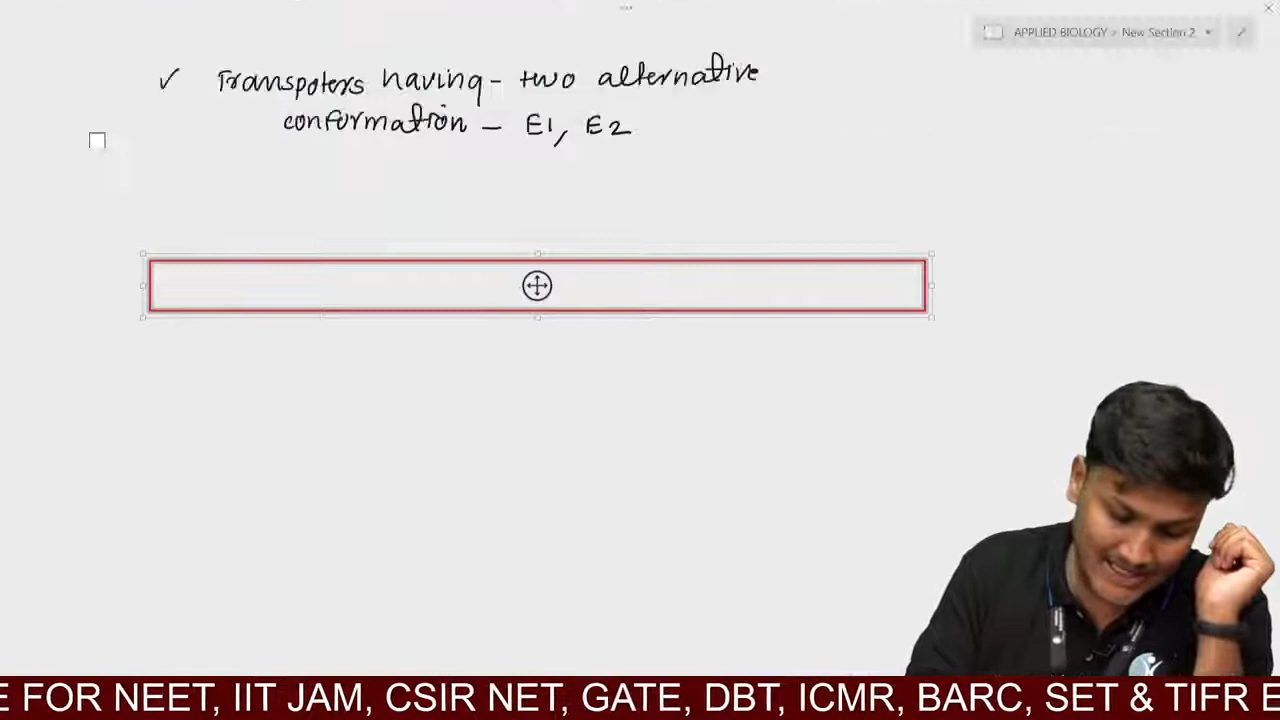 APPLIED BIOLOGY > New Section 2
✓ Transpoters having - two alternative
conformation - E1, E2
E FOR NEET, IIT JAM, CSIR NET, GATE, DBT, ICMR, BARC, SET & TIFR E